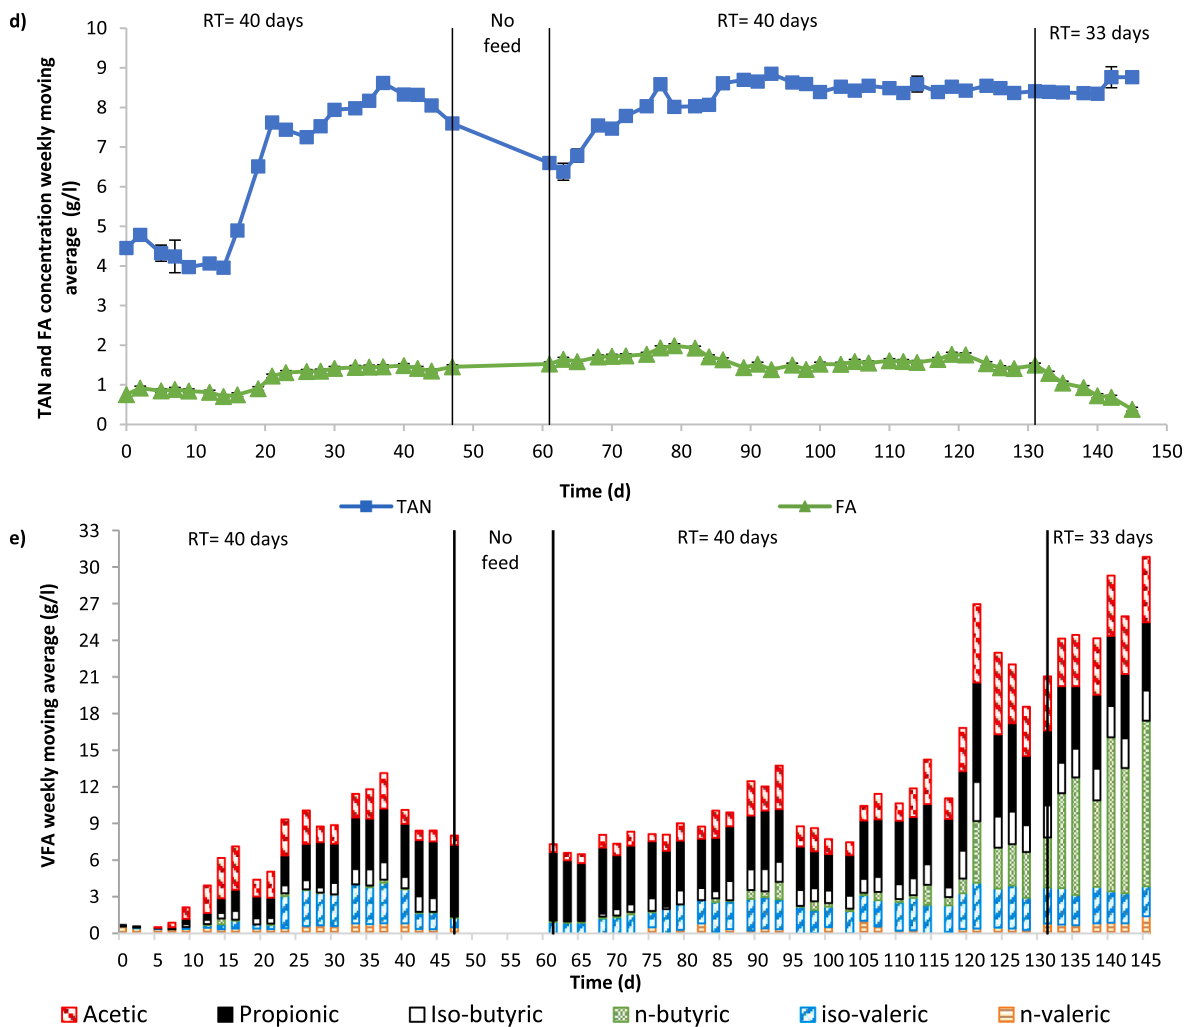 d)
RT= 40 days
No
feed
RT= 40 days
RT= 33 days
TAN and FA concentration weekly moving
average (g/l)
10
9
8
7
6
5
4
3
2
1
0
0 10 20 30 40 50 60 70 80 90 100 110 120 130 140 150
Time (d)
TAN
FA
e)
RT= 40 days
No
feed
RT= 40 days
RT= 33 days
VFA weekly moving average (g/l)
33
30
27
24
21
18
15
12
9
6
3
0
0 5 10 15 20 25 30 35 40 45 50 55 60 65 70 75 80 85 90 95 100 105 110 115 120 125 130 135 140 145
Time (d)
Acetic Propionic Iso-butyric n-butyric iso-valeric n-valeric